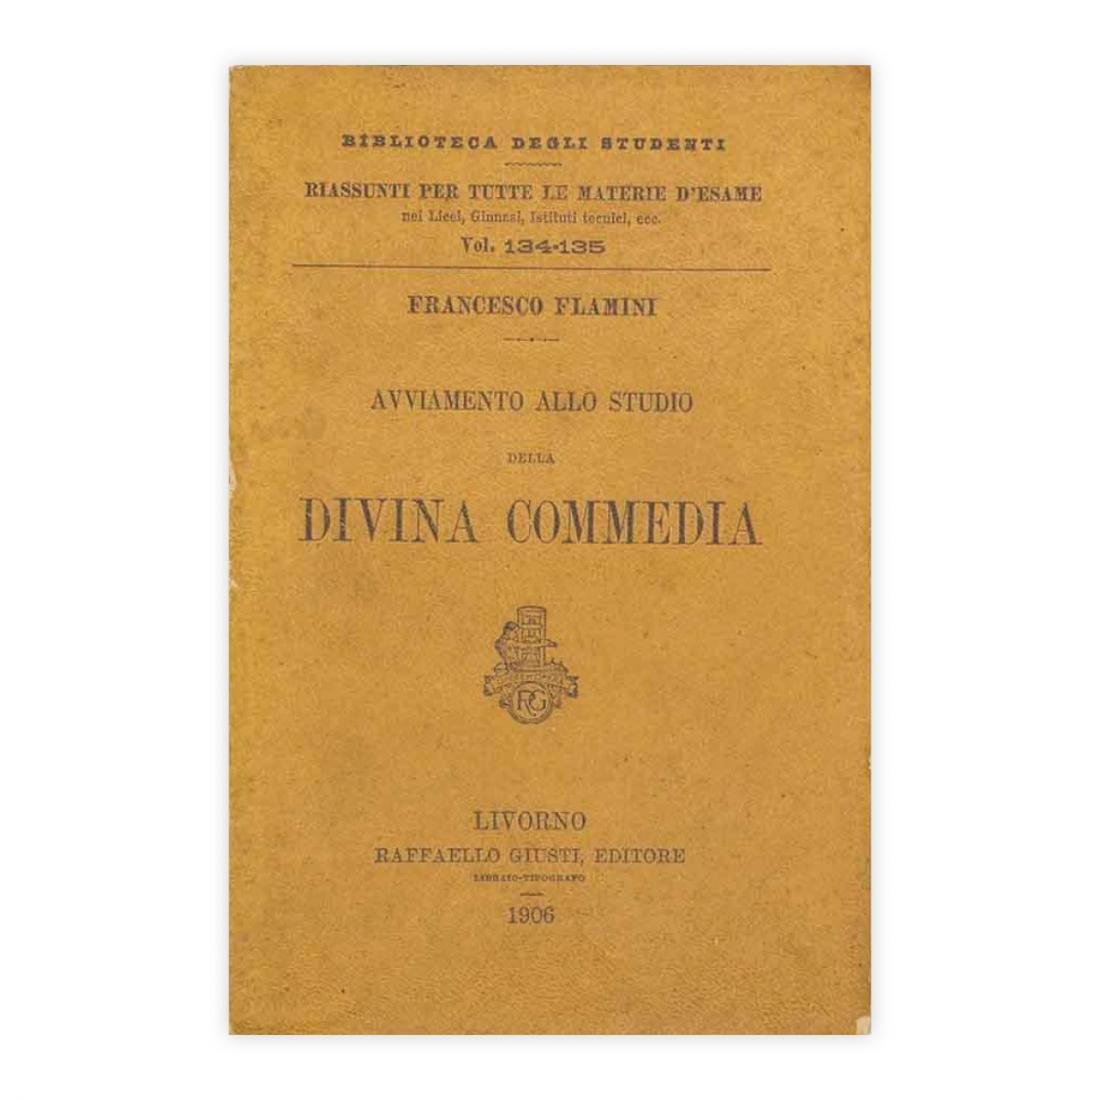 BIBLIOTECA DEGLI STUDENTI
RIASSUNTI PER TUTTE LE MATERIE D'ESAME
nei Licei, Ginnasi, Istituti tecnici, ecc.
Vol. 134-135
FRANCESCO FLAMINI
AVVIAMENTO ALLO STUDIO
DELLA
DIVINA COMMEDIA
RG
LIVORNO
RAFFAELLO GIUSTI, EDITORE
LIBRAIO-TIPOGRAFO
1906